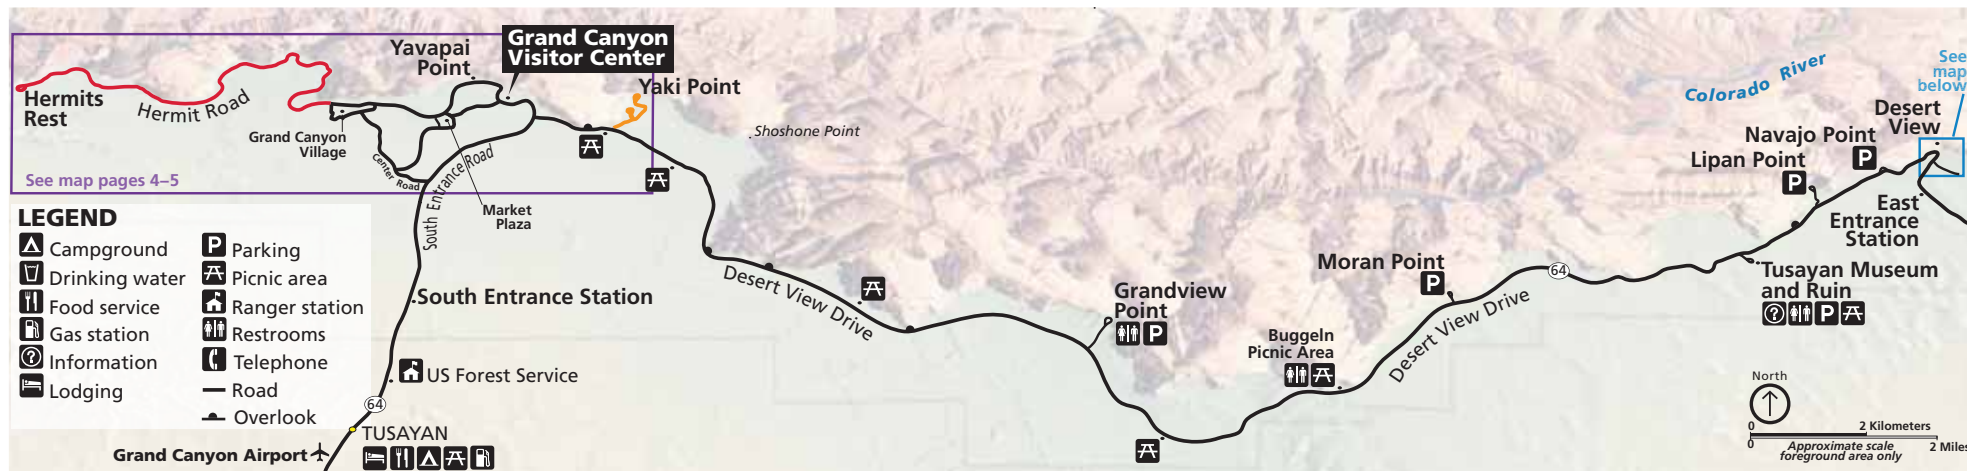 Hermits
Rest
Hermit Road
Yavapai
Point
Grand Canyon
Visitor Center
Yaki Point
Grand Canyon
Village
Center Road
South Entrance Road
Market
Plaza
See map pages 4–5
Shoshone Point
Colorado River
See
map
below
Desert
View
Navajo Point
P
Lipan Point
P
East
Entrance
Station
LEGEND
Campground
Drinking water
Food service
Gas station
? Information
Lodging
P Parking
Picnic area
Ranger station
Restrooms
Telephone
Road
Overlook
South Entrance Station
US Forest Service
64
TUSAYAN
Grand Canyon Airport
Desert View Drive
Grandview
Point
P
Buggeln
Picnic Area
Moran Point
P
Desert View Drive
64
Tusayan Museum
and Ruin
? P
North
0 2 Kilometers
0 2 Miles
Approximate scale
foreground area only